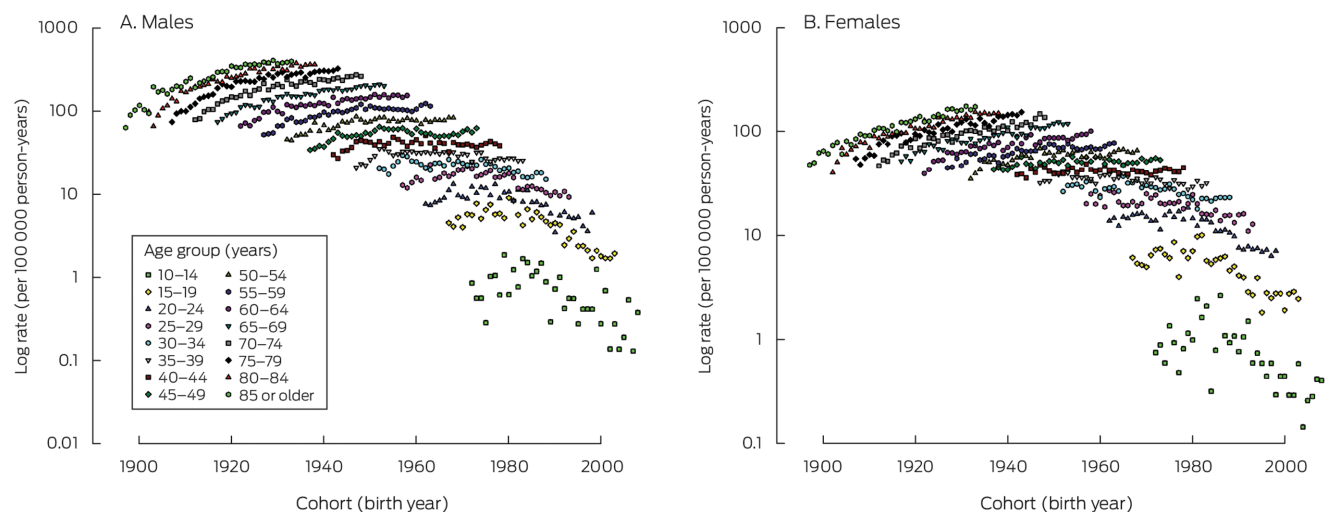 A. Males
1000
100
10
1
0.1
0.01
Log rate (per 100 000 person-years)
Age group (years)
10–14
15–19
20–24
25–29
30–34
35–39
40–44
45–49
50–54
55–59
60–64
65–69
70–74
75–79
80–84
85 or older
1900 1920 1940 1960 1980 2000
Cohort (birth year)
B. Females
1000
100
10
1
0.1
Log rate (per 100 000 person-years)
1900 1920 1940 1960 1980 2000
Cohort (birth year)